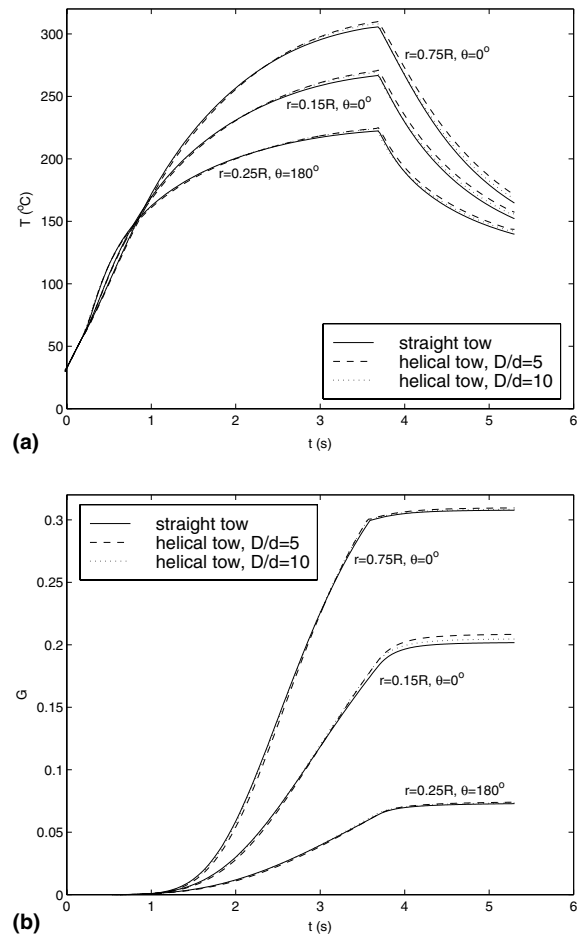 300
250
200
150
100
50
0
T (°C)
r=0.75R, θ=0°
r=0.15R, θ=0°
r=0.25R, θ=180°
straight tow
helical tow, D/d=5
helical tow, D/d=10
0 1 2 3 4 5 6
t (s)
(a)
0.3
0.25
0.2
0.15
0.1
0.05
0
G
straight tow
helical tow, D/d=5
helical tow, D/d=10
r=0.75R, θ=0°
r=0.15R, θ=0°
r=0.25R, θ=180°
0 1 2 3 4 5 6
t (s)
(b)